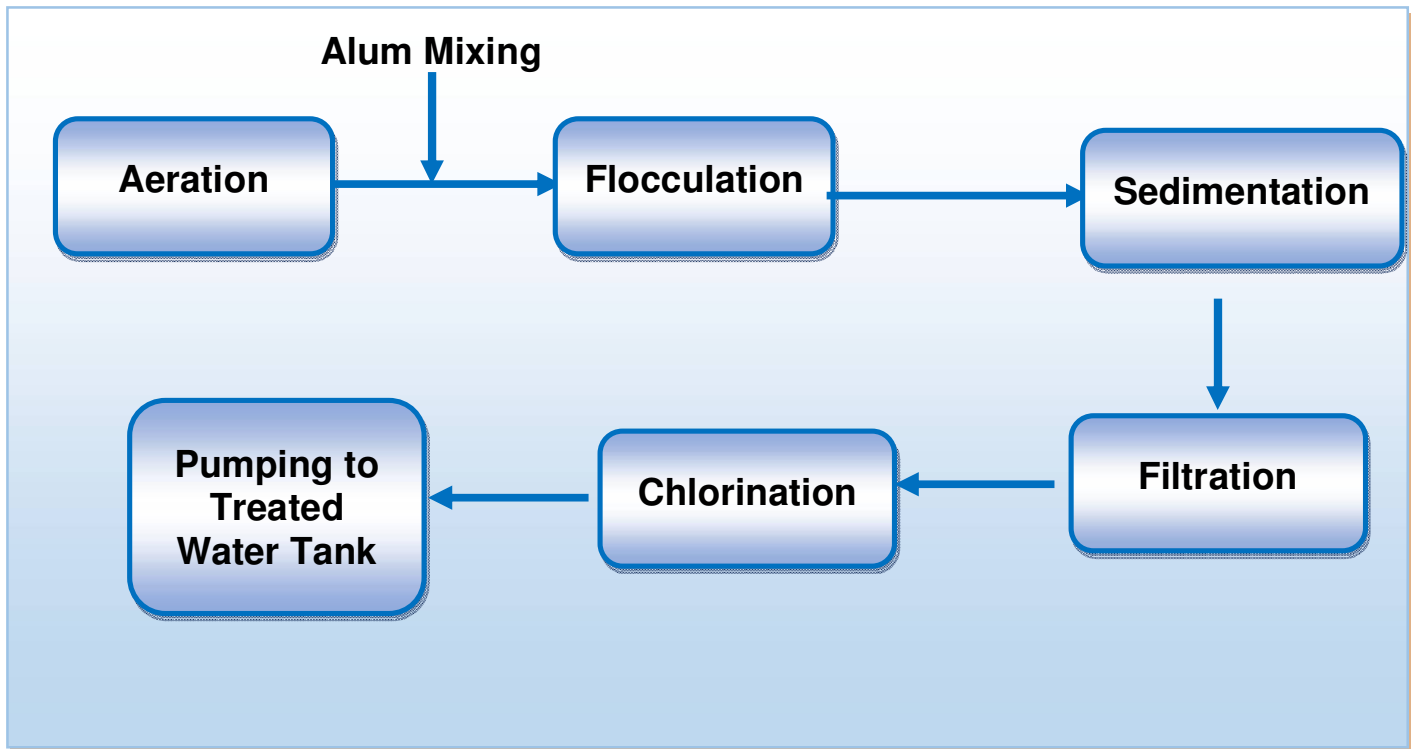 Alum Mixing
Aeration
Flocculation
Sedimentation
Filtration
Chlorination
Pumping to
Treated
Water Tank